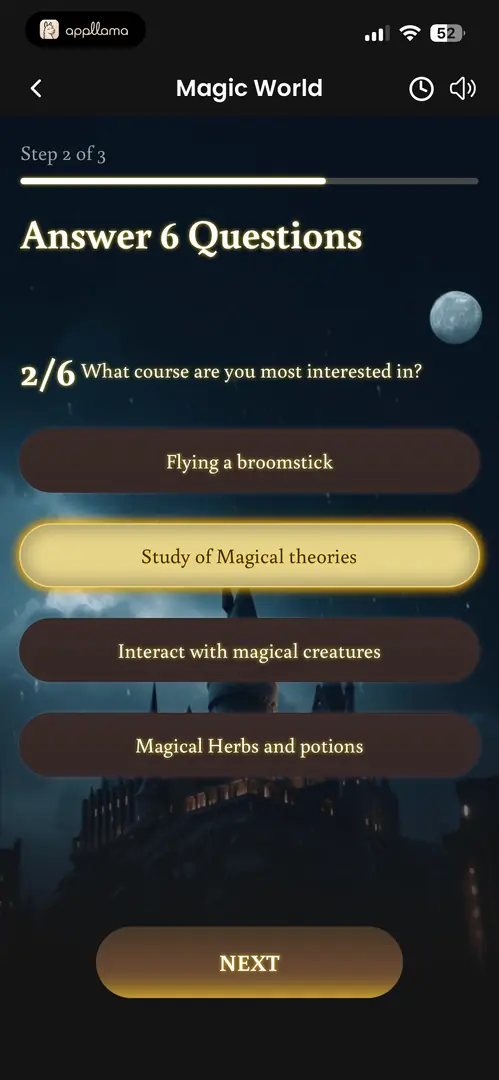 appllama
52
Magic World
Step 2 of 3
Answer 6 Questions
2/6 What course are you most interested in?
Flying a broomstick
Study of Magical theories
Interact with magical creatures
Magical Herbs and potions
NEXT